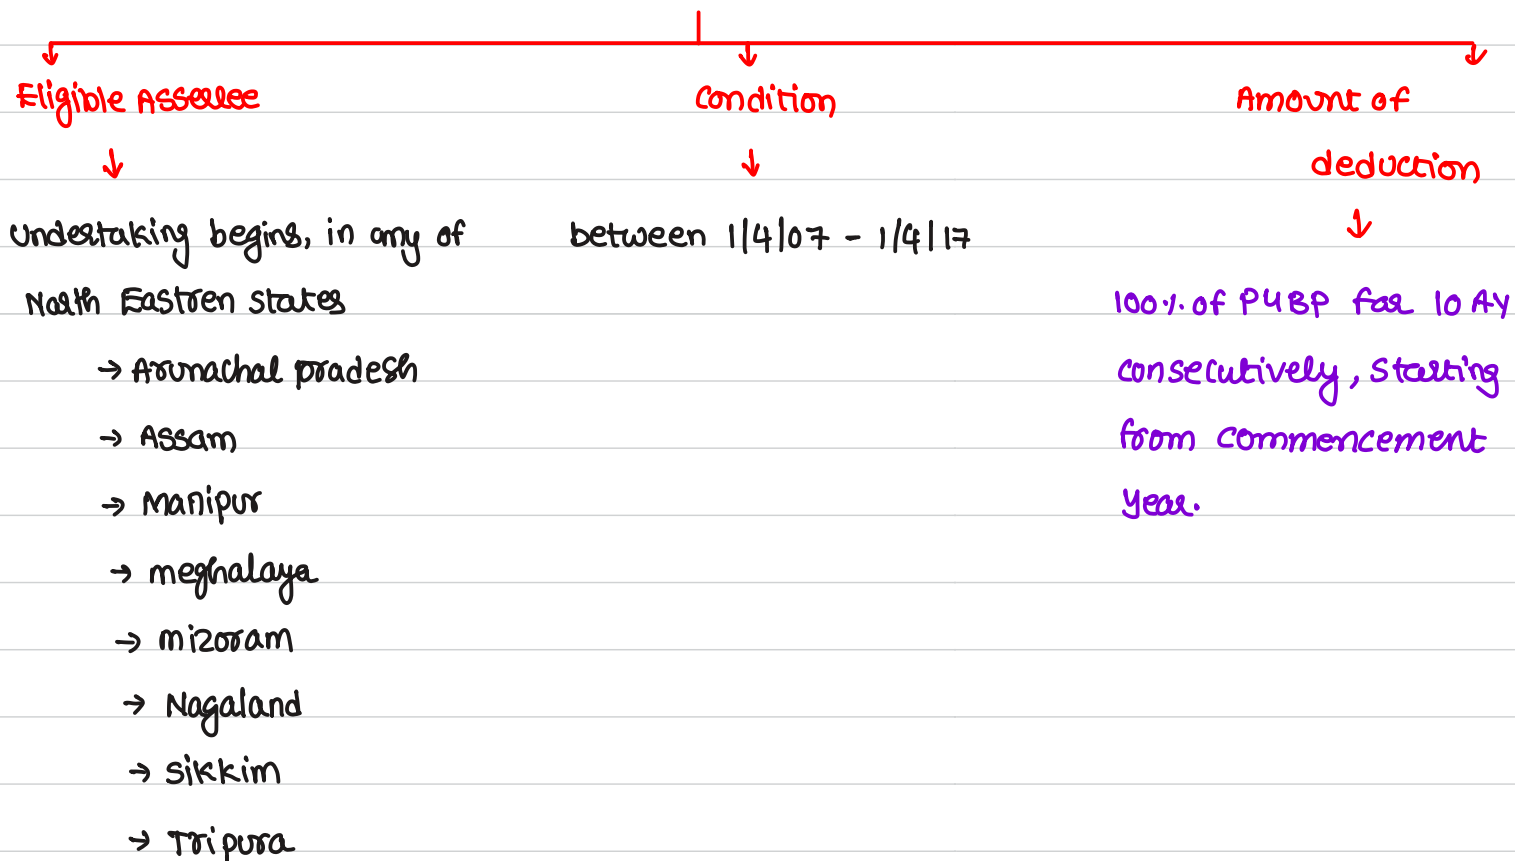 Eligible Assessee
Condition
Amount of
deduction
Undertaking begins, in any of
North Eastren states
→ Arunachal pradesh
→ Assam
→ Manipur
→ meghalaya
→ mizoram
→ Nagaland
→ Sikkim
→ Tripura
between 1/4/07 - 1/4/17
100% of PGBP for 10 AY
consecutively, Starting
from commencement
Year.